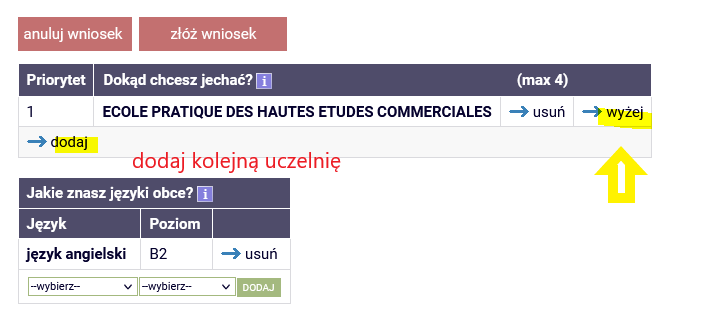 anuluj wniosek złóż wniosek
Priorytet Dokąd chcesz jechać? i (max 4)
1 ECOLE PRATIQUE DES HAUTES ETUDES COMMERCIALES usuń wyżej
dodaj
dodaj kolejną uczelnię
Jakie znasz języki obce? i
Język Poziom
język angielski B2 usuń
--wybierz-- --wybierz-- DODAJ